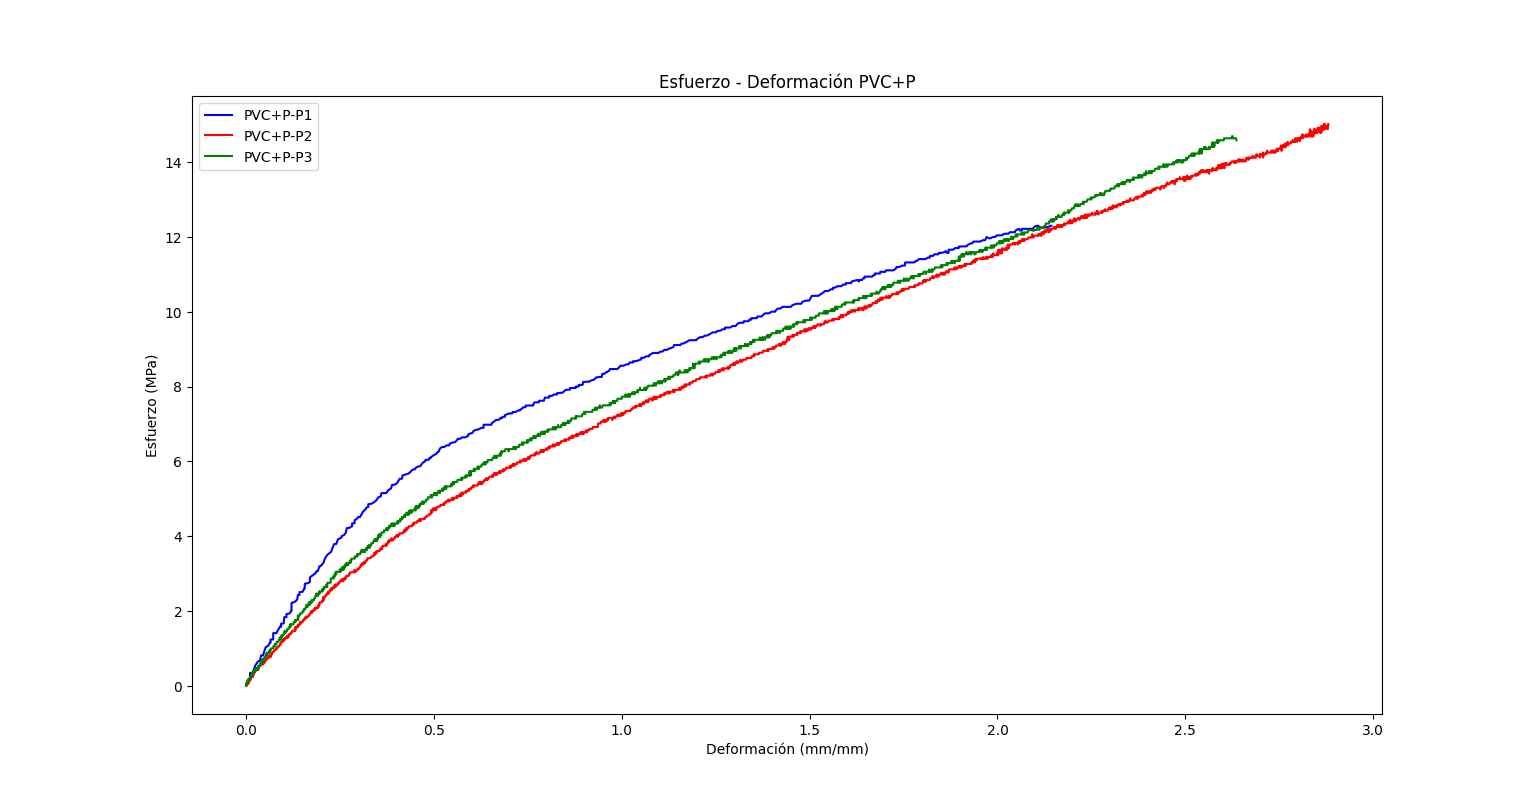 Esfuerzo - Deformación PVC+P
PVC+P-P1
PVC+P-P2
PVC+P-P3
Esfuerzo (MPa)
14
12
10
8
6
4
2
0
0.0 0.5 1.0 1.5 2.0 2.5 3.0
Deformación (mm/mm)